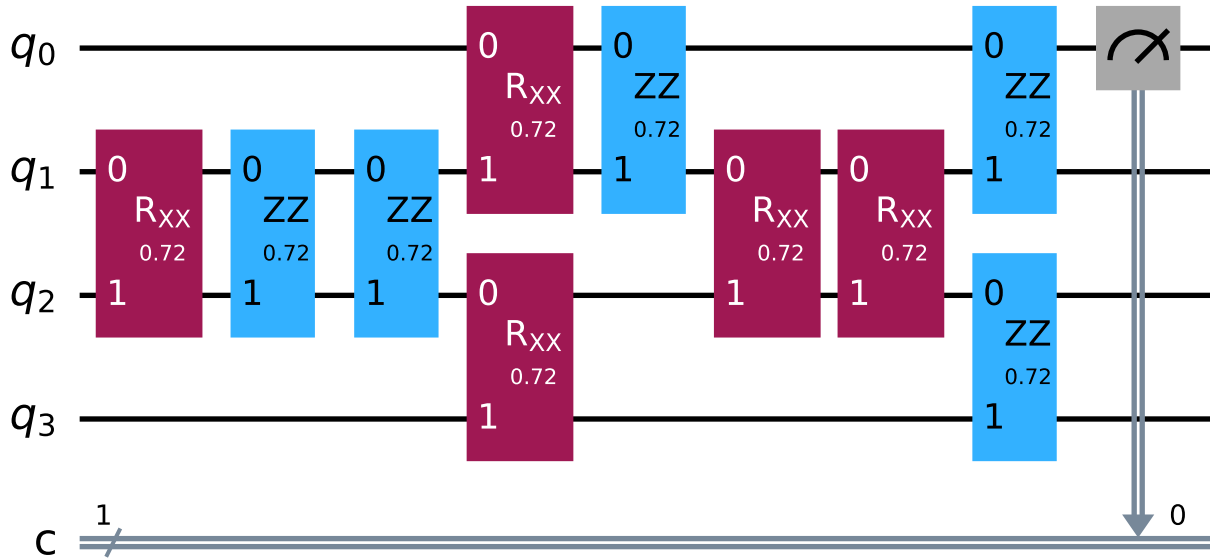 q0 0 0 0
RXX ZZ ZZ
0.72 0.72 0.72
q1 0 0 0 1 1 0 0 1
RXX ZZ ZZ RXX RXX
0.72 0.72 0.72 0.72 0.72
q2 1 1 1 0 1 1 0
RXX ZZ
0.72 0.72
q3 1 1
1 0
c